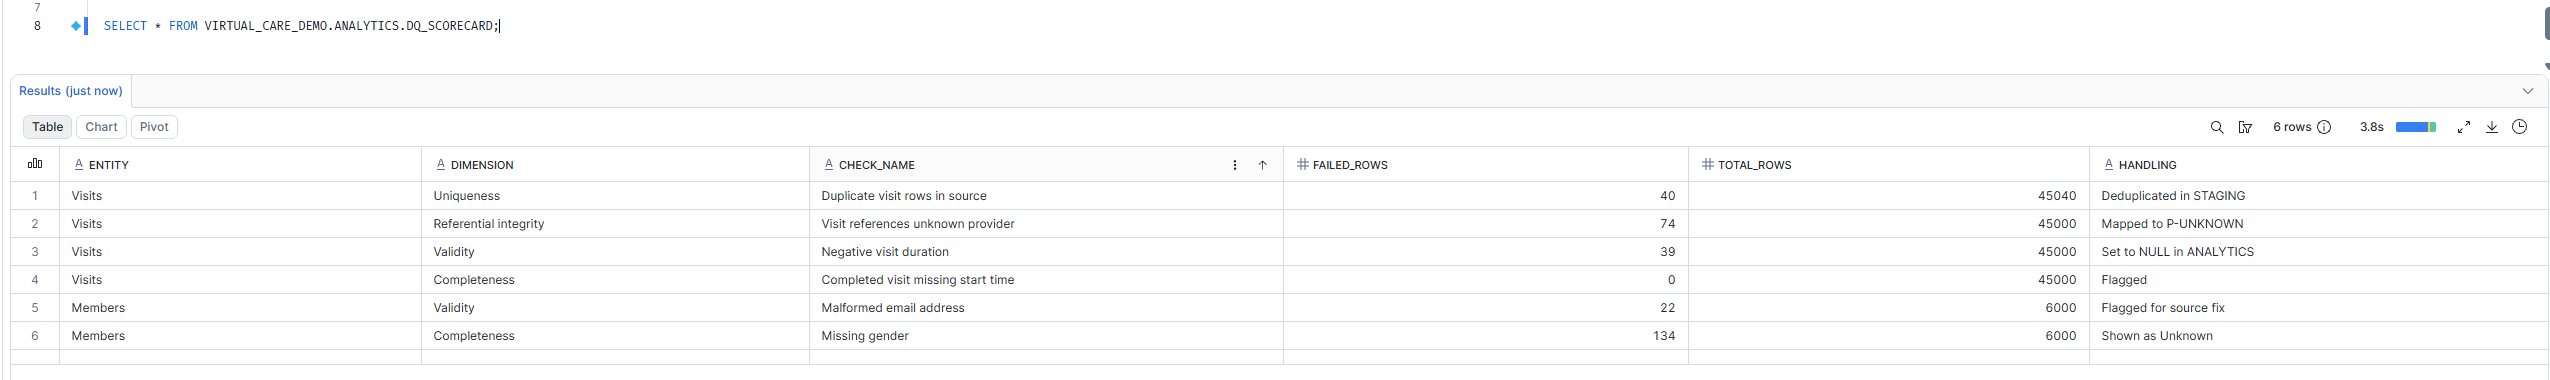 7
8 SELECT * FROM VIRTUAL_CARE_DEMO.ANALYTICS.DQ_SCORECARD;
Results (just now)
Table Chart Pivot 6 rows 3.8s
ENTITY DIMENSION CHECK_NAME FAILED_ROWS TOTAL_ROWS HANDLING
1 Visits Uniqueness Duplicate visit rows in source 40 45040 Deduplicated in STAGING
2 Visits Referential integrity Visit references unknown provider 74 45000 Mapped to P-UNKNOWN
3 Visits Validity Negative visit duration 39 45000 Set to NULL in ANALYTICS
4 Visits Completeness Completed visit missing start time 0 45000 Flagged
5 Members Validity Malformed email address 22 6000 Flagged for source fix
6 Members Completeness Missing gender 134 6000 Shown as Unknown